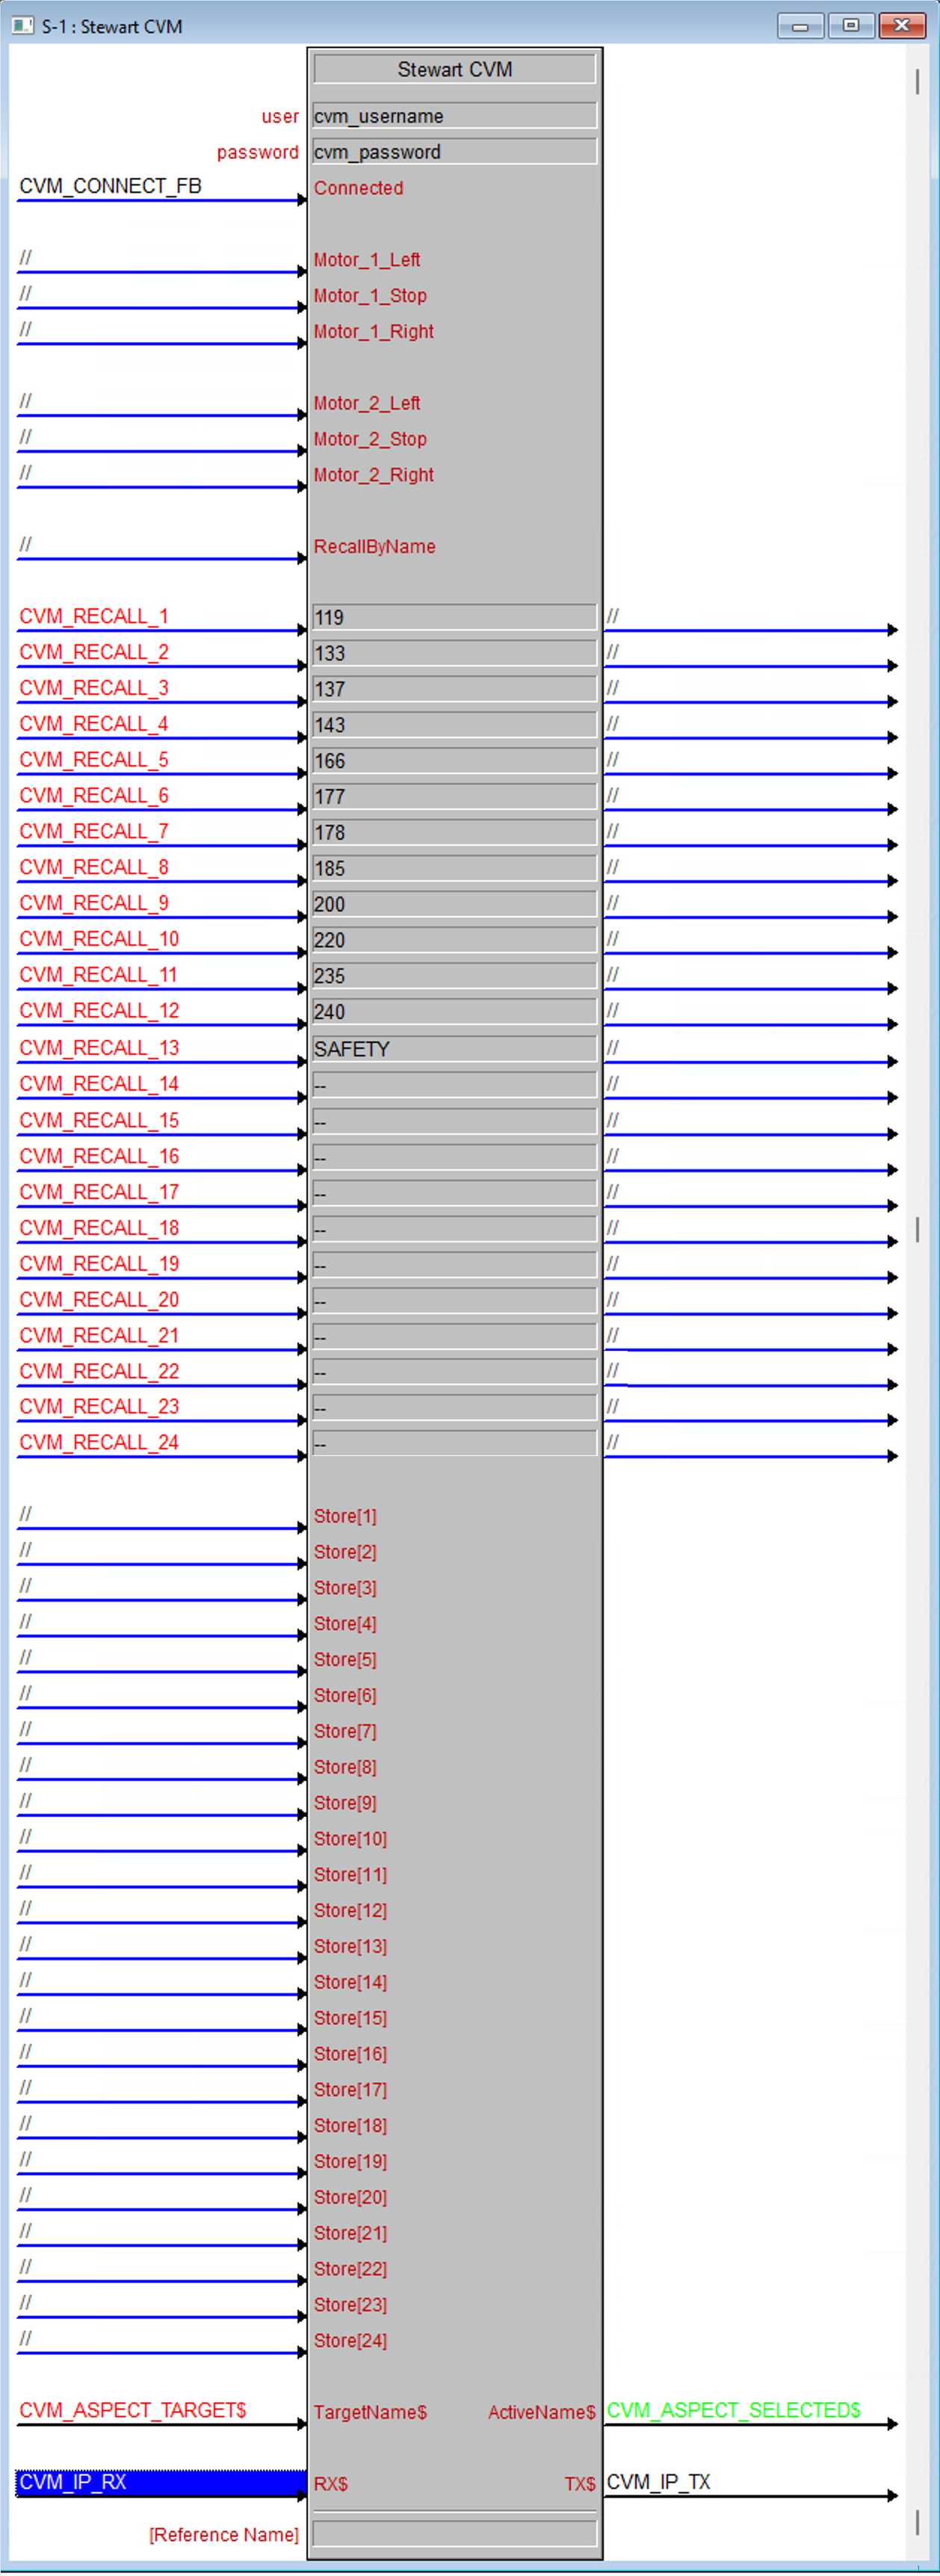 S-1 : Stewart CVM
Stewart CVM
user cvm_username
password cvm_password
CVM_CONNECT_FB Connected
// Motor_1_Left
// Motor_1_Stop
// Motor_1_Right
// Motor_2_Left
// Motor_2_Stop
// Motor_2_Right
// RecallByName
CVM_RECALL_1 119 //
CVM_RECALL_2 133 //
CVM_RECALL_3 137 //
CVM_RECALL_4 143 //
CVM_RECALL_5 166 //
CVM_RECALL_6 177 //
CVM_RECALL_7 178 //
CVM_RECALL_8 185 //
CVM_RECALL_9 200 //
CVM_RECALL_10 220 //
CVM_RECALL_11 235 //
CVM_RECALL_12 240 //
CVM_RECALL_13 SAFETY //
CVM_RECALL_14 -- //
CVM_RECALL_15 -- //
CVM_RECALL_16 -- //
CVM_RECALL_17 -- //
CVM_RECALL_18 -- //
CVM_RECALL_19 -- //
CVM_RECALL_20 -- //
CVM_RECALL_21 -- //
CVM_RECALL_22 -- //
CVM_RECALL_23 -- //
CVM_RECALL_24 -- //
// Store[1]
// Store[2]
// Store[3]
// Store[4]
// Store[5]
// Store[6]
// Store[7]
// Store[8]
// Store[9]
// Store[10]
// Store[11]
// Store[12]
// Store[13]
// Store[14]
// Store[15]
// Store[16]
// Store[17]
// Store[18]
// Store[19]
// Store[20]
// Store[21]
// Store[22]
// Store[23]
// Store[24]
CVM_ASPECT_TARGET$ TargetName$ ActiveName$ CVM_ASPECT_SELECTED$
CVM_IP_RX RX$ TX$ CVM_IP_TX
[Reference Name]